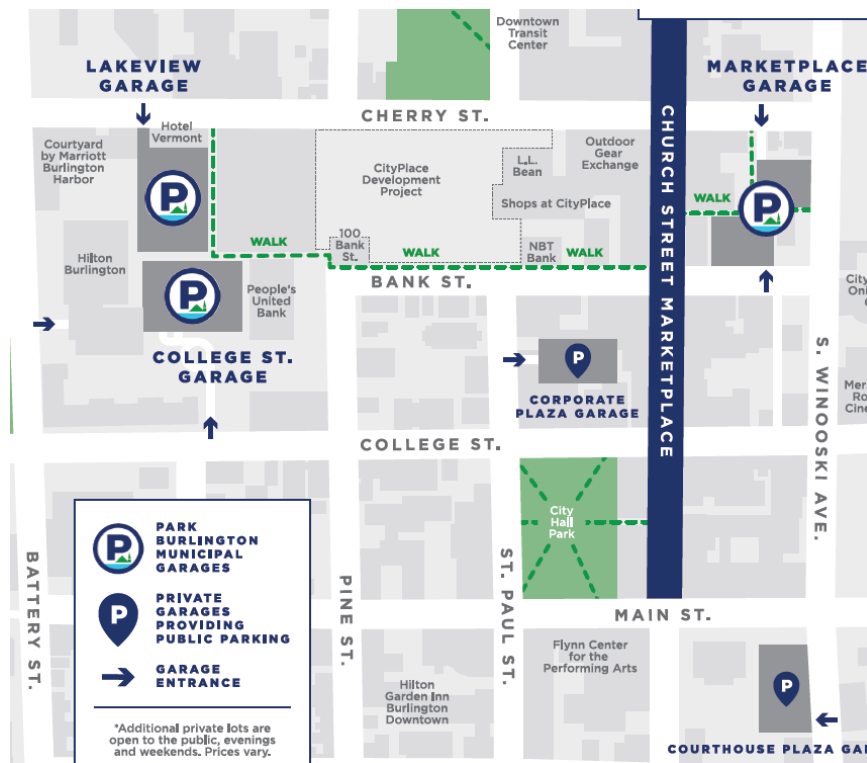 Downtown
Transit
Center
LAKEVIEW
GARAGE
MARKETPLACE
GARAGE
CHERRY ST.
Hotel
Vermont
Courtyard
by Marriott
Burlington
Harbor
P
CityPlace
Development
Project
L.L.
Bean
Outdoor
Gear
Exchange
Shops at CityPlace
CHURCH STREET MARKETPLACE
WALK
P
Hilton
Burlington
WALK
100
Bank
St.
WALK
NBT
Bank
WALK
BANK ST.
P
People's
United
Bank
COLLEGE ST.
GARAGE
P
CORPORATE
PLAZA GARAGE
S. WINOOSKI AVE.
COLLEGE ST.
City
Hall
Park
BATTERY ST.
PINE ST.
ST. PAUL ST.
MAIN ST.
P
PARK
BURLINGTON
MUNICIPAL
GARAGES
P
PRIVATE
GARAGES
PROVIDING
PUBLIC PARKING
GARAGE
ENTRANCE
*Additional private lots are
open to the public, evenings
and weekends. Prices vary.
Hilton
Garden Inn
Burlington
Downtown
Flynn Center
for the
Performing Arts
P
COURTHOUSE PLAZA GA